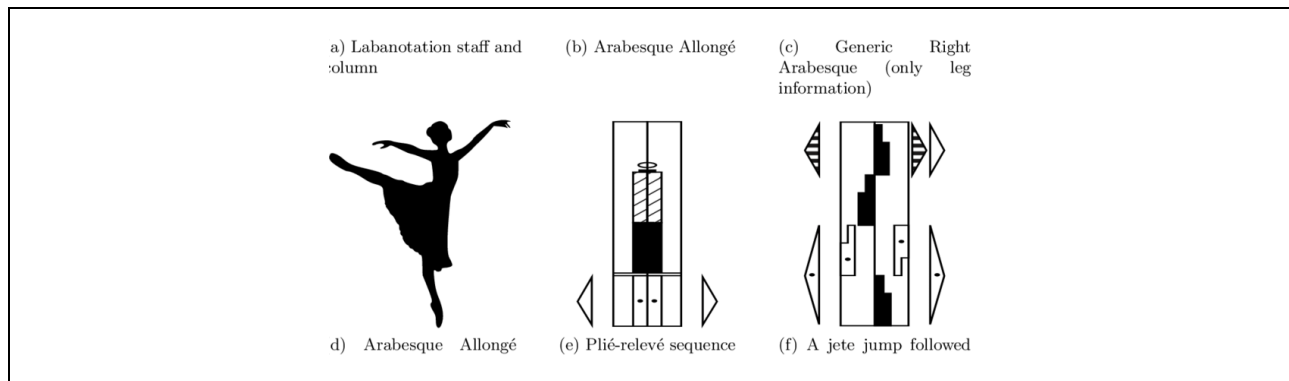 a) Labanotation staff and
column
(b) Arabesque Allongé
(c) Generic Right
Arabesque (only leg
information)
d) Arabesque Allongé
(e) Plié-relevé sequence
(f) A jete jump followed